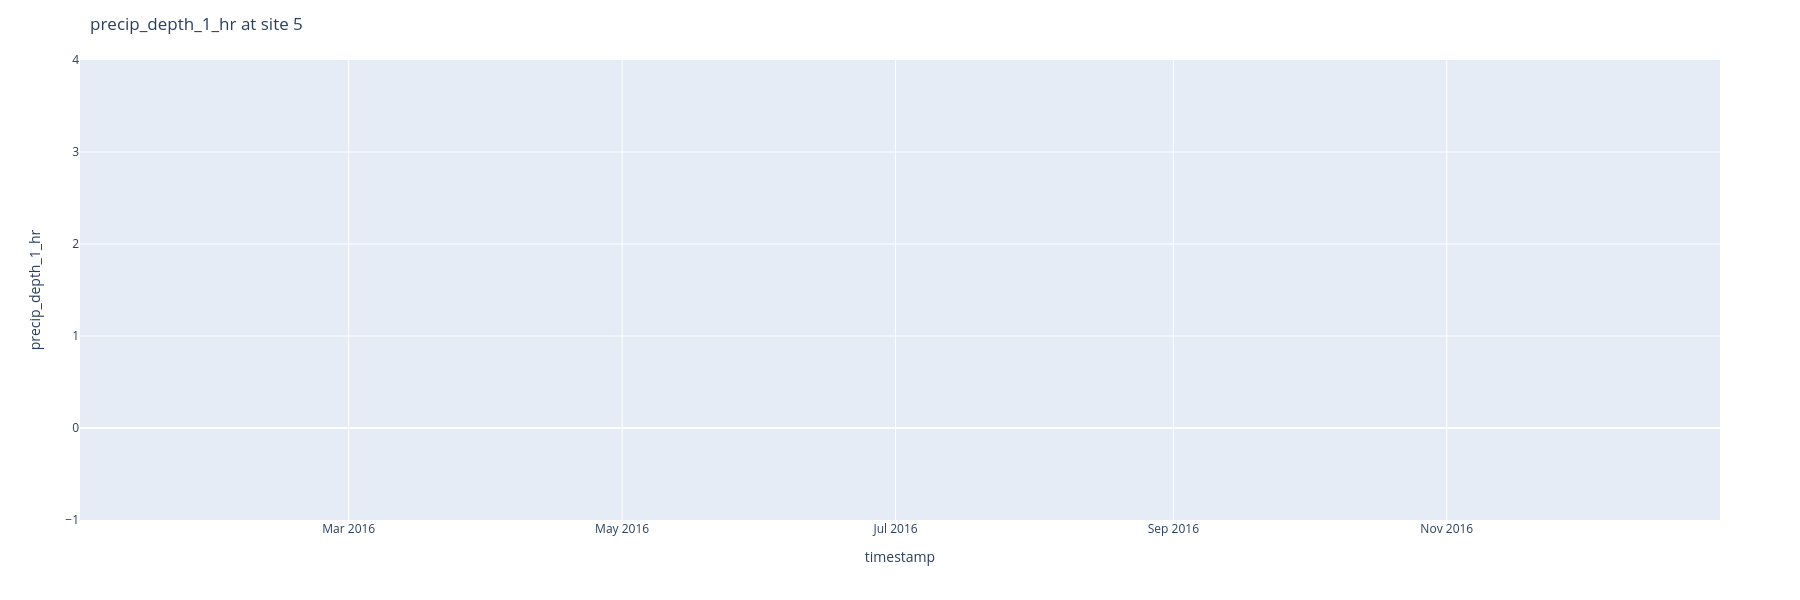 precip_depth_1_hr at site 5
4
3
2
1
0
−1
precip_depth_1_hr
Mar 2016
May 2016
Jul 2016
Sep 2016
Nov 2016
timestamp